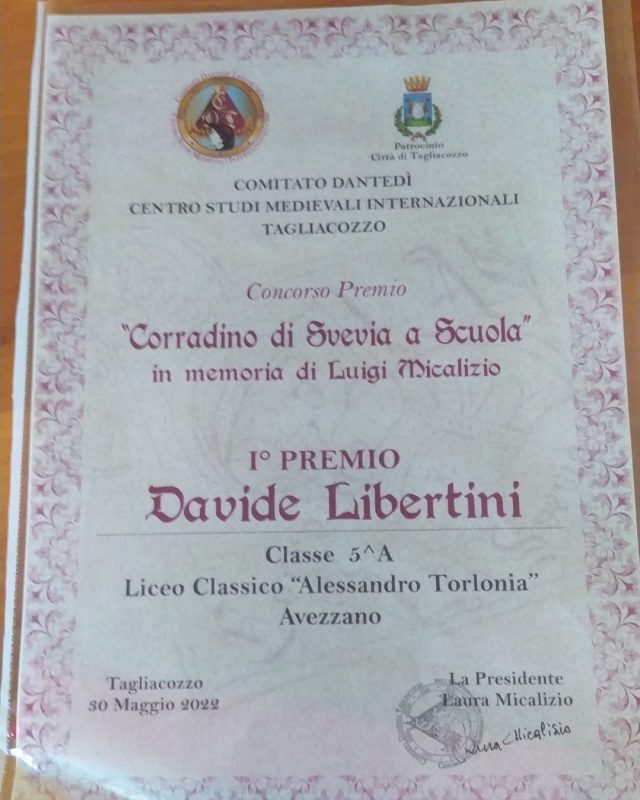 Patrocinio
Città di Tagliacozzo
COMITATO DANTEDÌ
CENTRO STUDI MEDIEVALI INTERNAZIONALI
TAGLIACOZZO
Concorso Premio
"Corradino di Svevia a Scuola"
in memoria di Luigi Micalizio
I° PREMIO
Davide Libertini
Classe 5^A
Liceo Classico "Alessandro Torlonia"
Avezzano
Tagliacozzo
30 Maggio 2022
La Presidente
Laura Micalizio
Laura Micalizio